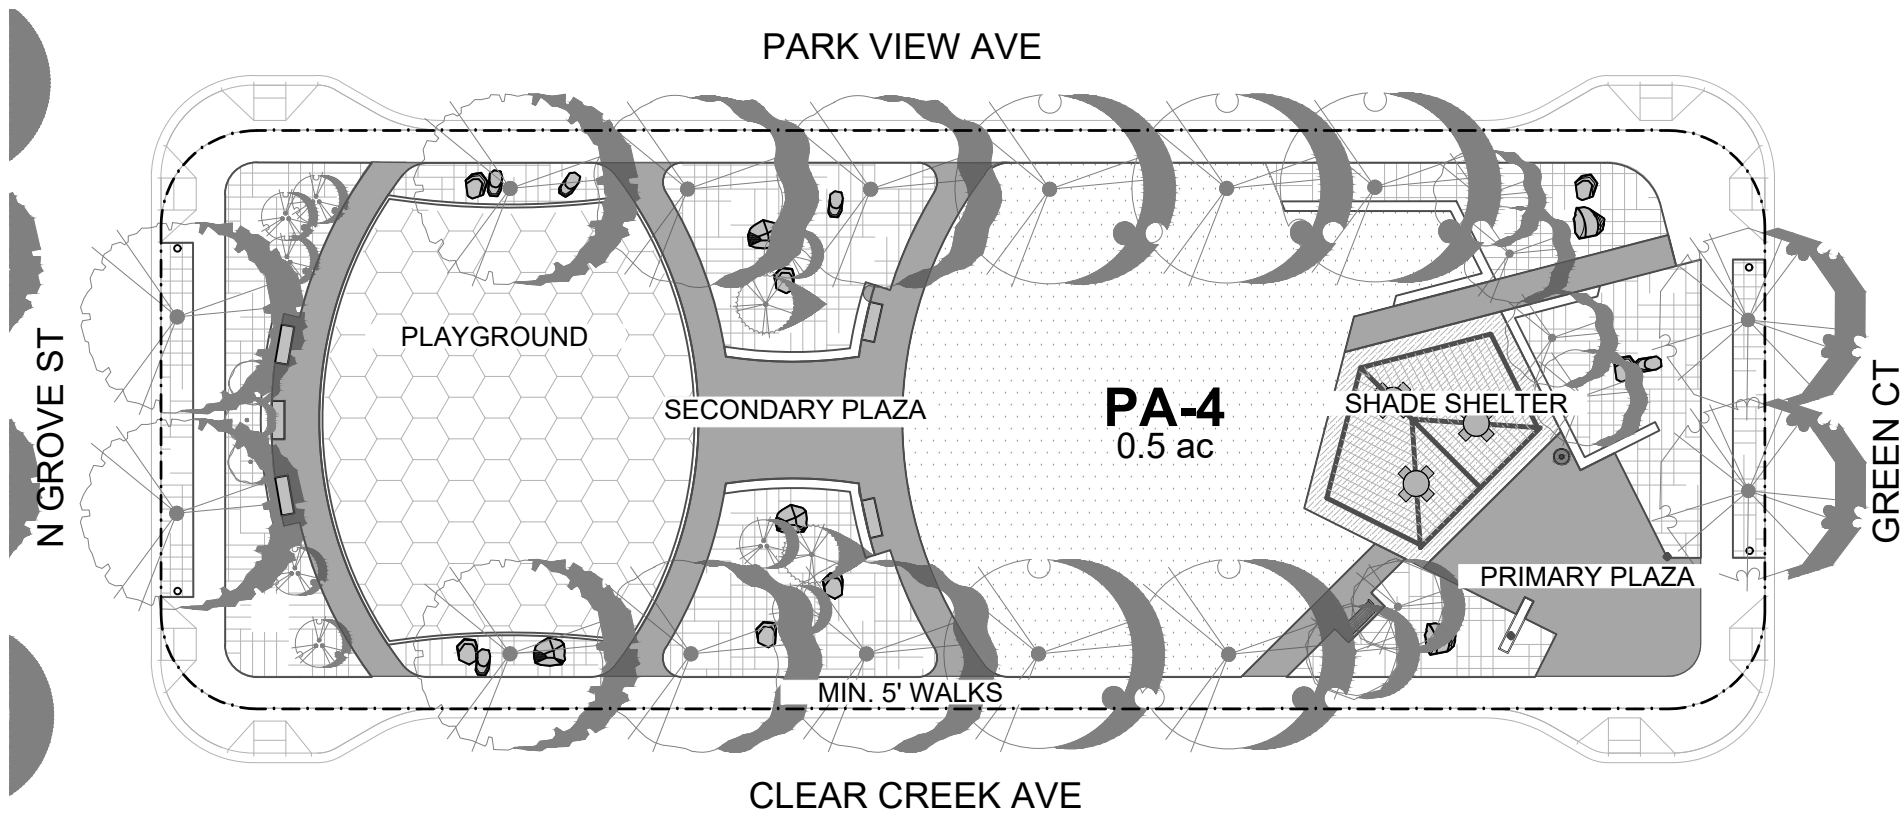 PARK VIEW AVE
PLAYGROUND
N GROVE ST
SECONDARY PLAZA
PA-4
0.5 ac
SHADE SHELTER
GREEN CT
PRIMARY PLAZA
MIN. 5' WALKS
CLEAR CREEK AVE